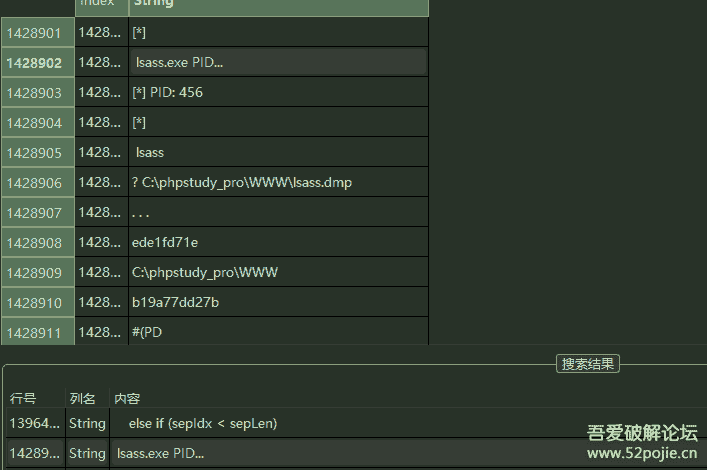 Index String
1428901 1428... [*]
1428902 1428... lsass.exe PID...
1428903 1428... [*] PID: 456
1428904 1428... [*]
1428905 1428... lsass
1428906 1428... ? C:\phpstudy_pro\WWW\lsass.dmp
1428907 1428... . . .
1428908 1428... ede1fd71e
1428909 1428... C:\phpstudy_pro\WWW
1428910 1428... b19a77dd27b
1428911 1428... #(PD
搜索结果
行号 列名 内容
13964... String else if (sepIdx < sepLen)
14289... String lsass.exe PID...
吾爱破解论坛
www.52pojie.cn